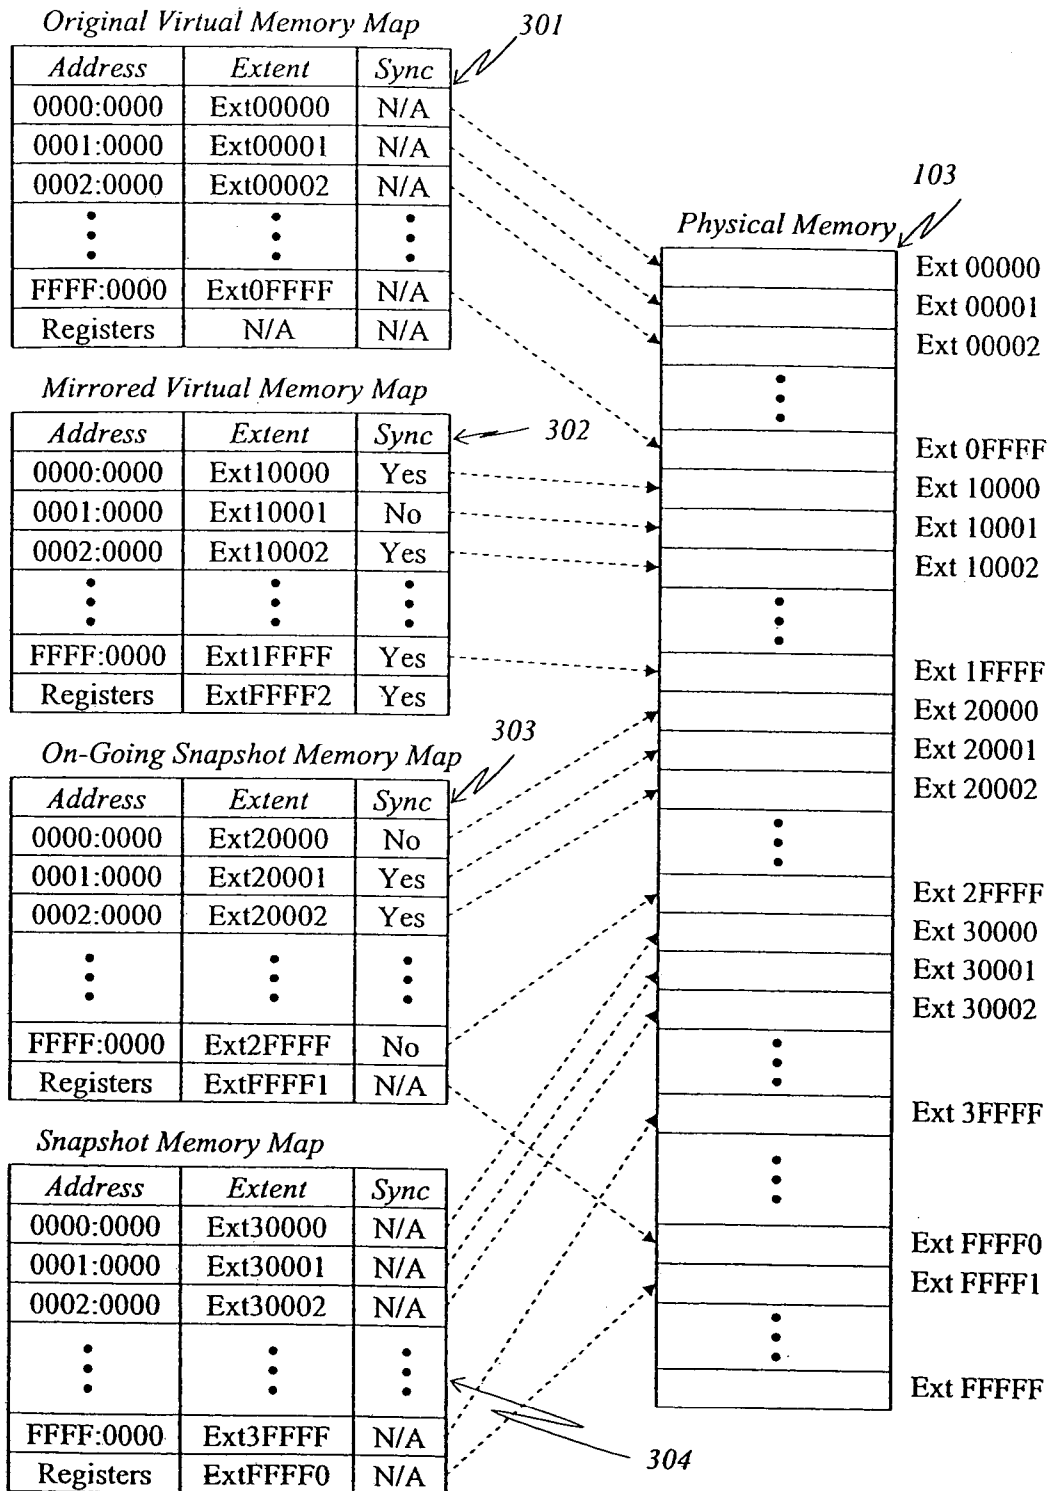 Original Virtual Memory Map
301
Address Extent Sync
0000:0000 Ext00000 N/A
0001:0000 Ext00001 N/A
0002:0000 Ext00002 N/A
FFFF:0000 Ext0FFFF N/A
Registers N/A N/A
Mirrored Virtual Memory Map
302
Address Extent Sync
0000:0000 Ext10000 Yes
0001:0000 Ext10001 No
0002:0000 Ext10002 Yes
FFFF:0000 Ext1FFFF Yes
Registers ExtFFFF2 Yes
On-Going Snapshot Memory Map
303
Address Extent Sync
0000:0000 Ext20000 No
0001:0000 Ext20001 Yes
0002:0000 Ext20002 Yes
FFFF:0000 Ext2FFFF No
Registers ExtFFFF1 N/A
Snapshot Memory Map
Address Extent Sync
0000:0000 Ext30000 N/A
0001:0000 Ext30001 N/A
0002:0000 Ext30002 N/A
FFFF:0000 Ext3FFFF N/A
Registers ExtFFFF0 N/A
304
103
Physical Memory
Ext 00000
Ext 00001
Ext 00002
Ext 0FFFF
Ext 10000
Ext 10001
Ext 10002
Ext 1FFFF
Ext 20000
Ext 20001
Ext 20002
Ext 2FFFF
Ext 30000
Ext 30001
Ext 30002
Ext 3FFFF
Ext FFFF0
Ext FFFF1
Ext FFFFF